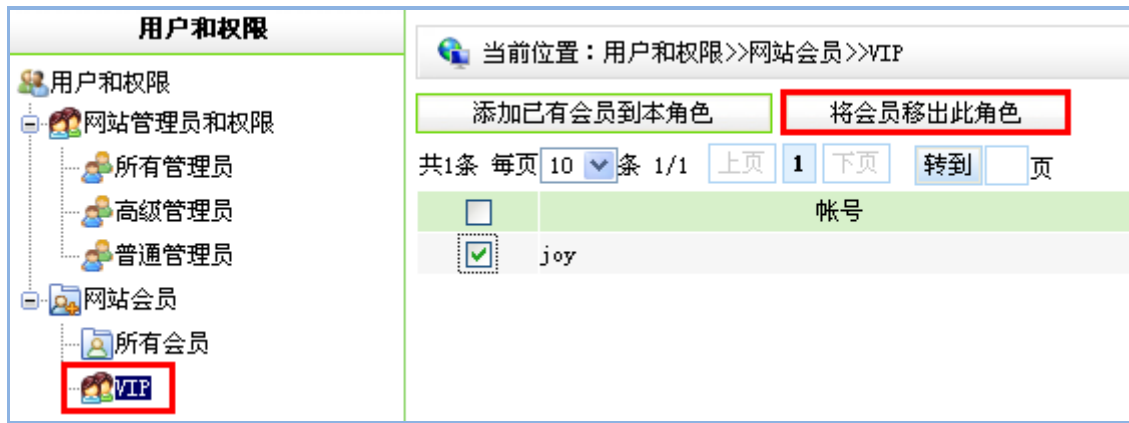 用户和权限
用户和权限
网站管理员和权限
所有管理员
高级管理员
普通管理员
网站会员
所有会员
VIP
当前位置：用户和权限>>网站会员>>VIP
添加已有会员到本角色 将会员移出此角色
共1条 每页 10 条 1/1 上页 1 下页 转到 页
帐号
joy